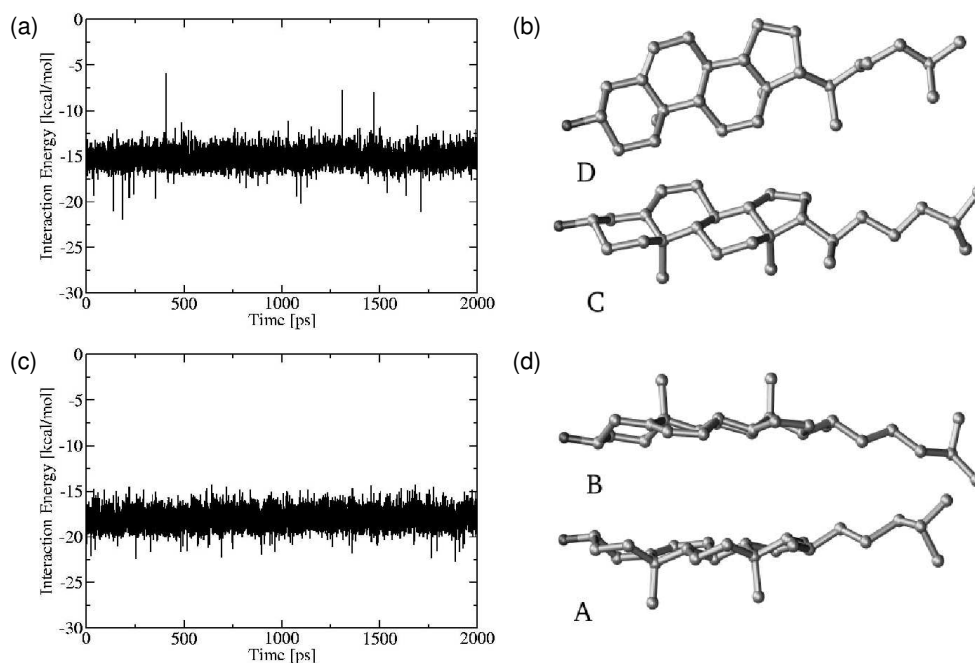 (a)
Interaction Energy [kcal/mol]
0
-5
-10
-15
-20
-25
-30
0 500 1000 1500 2000
Time [ps]
(b)
D
C
(c)
Interaction Energy [kcal/mol]
0
-5
-10
-15
-20
-25
-30
0 500 1000 1500 2000
Time [ps]
(d)
B
A